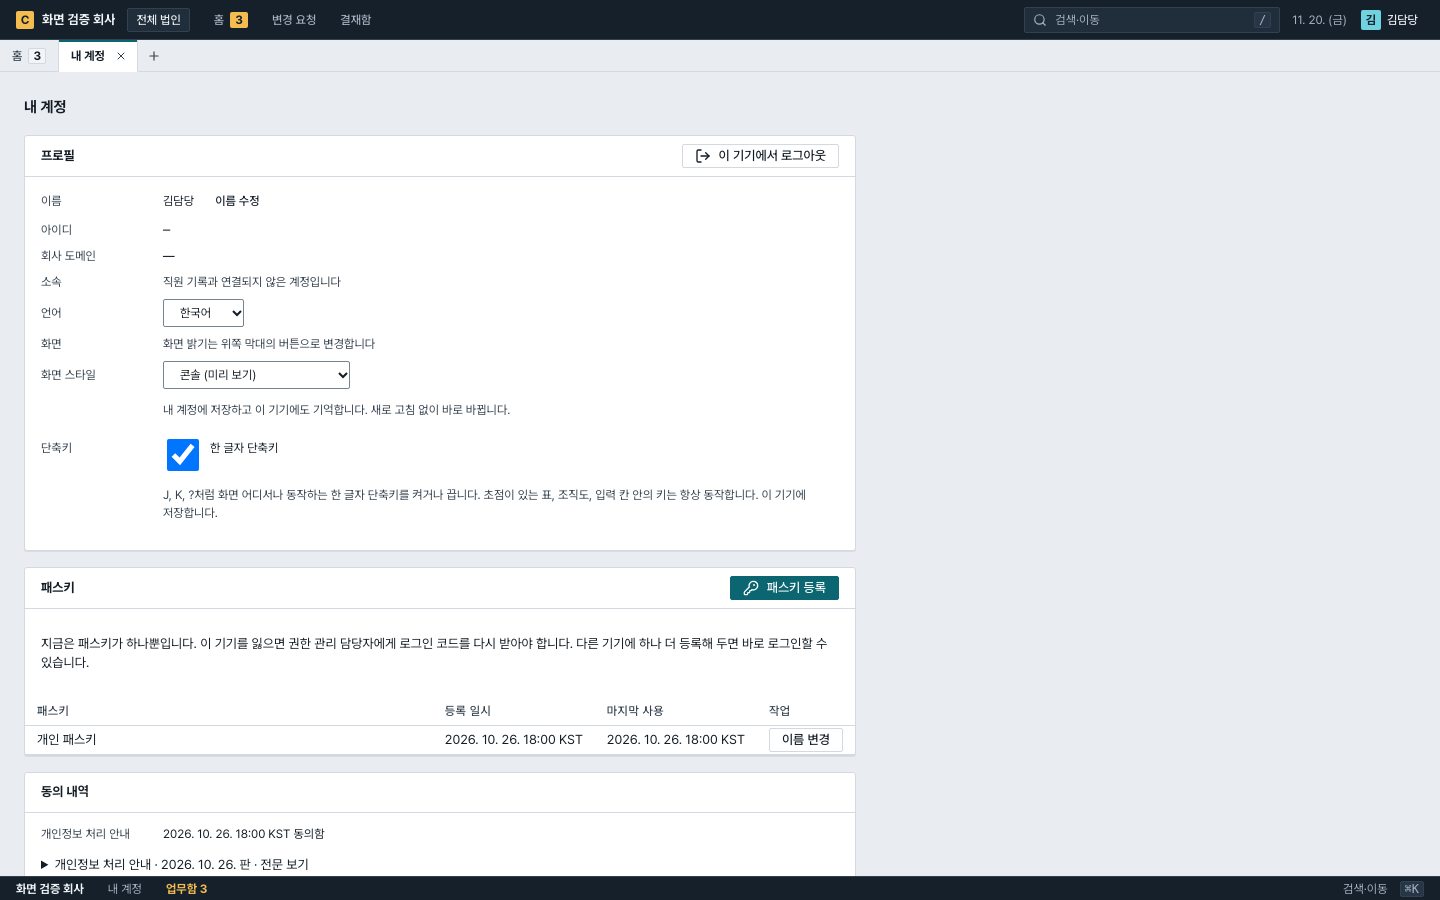 C 화면 검증 회사 전체 법인 홈 3 변경 요청 결재함 검색·이동 / 11. 20. (금) 김 김담당
홈 3 내 계정
내 계정
프로필 이 기기에서 로그아웃
이름 김담당 이름 수정
아이디 –
회사 도메인 —
소속 직원 기록과 연결되지 않은 계정입니다
언어 한국어
화면 화면 밝기는 위쪽 막대의 버튼으로 변경합니다
화면 스타일 콘솔 (미리 보기)
내 계정에 저장하고 이 기기에도 기억합니다. 새로 고침 없이 바로 바뀝니다.
단축키 한 글자 단축키
J, K, ?처럼 화면 어디서나 동작하는 한 글자 단축키를 켜거나 끕니다. 초점이 있는 표, 조직도, 입력 칸 안의 키는 항상 동작합니다. 이 기기에
저장합니다.
패스키 패스키 등록
지금은 패스키가 하나뿐입니다. 이 기기를 잃으면 권한 관리 담당자에게 로그인 코드를 다시 받아야 합니다. 다른 기기에 하나 더 등록해 두면 바로 로그인할 수
있습니다.
패스키 등록 일시 마지막 사용 작업
개인 패스키 2026. 10. 26. 18:00 KST 2026. 10. 26. 18:00 KST 이름 변경
동의 내역
개인정보 처리 안내 2026. 10. 26. 18:00 KST 동의함
개인정보 처리 안내 · 2026. 10. 26. 판 · 전문 보기
화면 검증 회사 내 계정 업무함 3 검색·이동 ⌘K